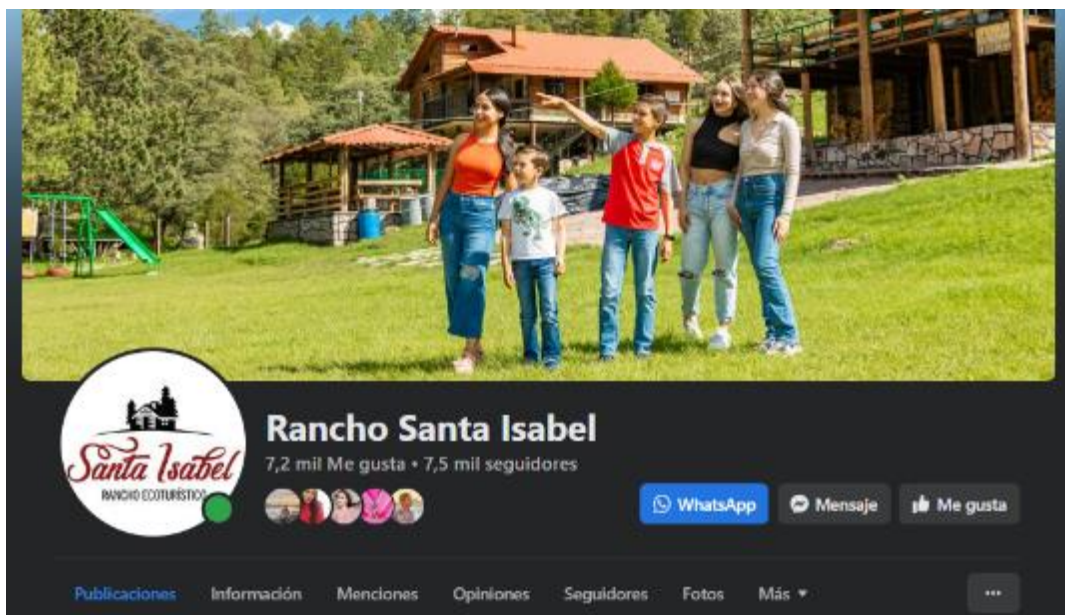 Santa Isabel
RANCHO ECOTURÍSTICO
Rancho Santa Isabel
7,2 mil Me gusta • 7,5 mil seguidores
WhatsApp
Mensaje
Me gusta
Publicaciones
Información
Menciones
Opiniones
Seguidores
Fotos
Más